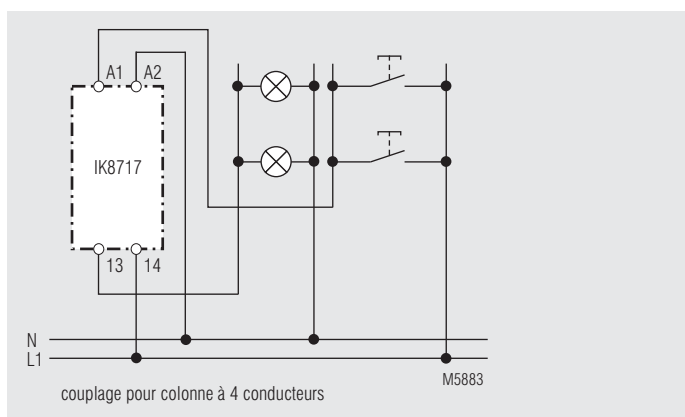 A1 A2
IK8717
13 14
N
L1
M5883
couplage pour colonne à 4 conducteurs